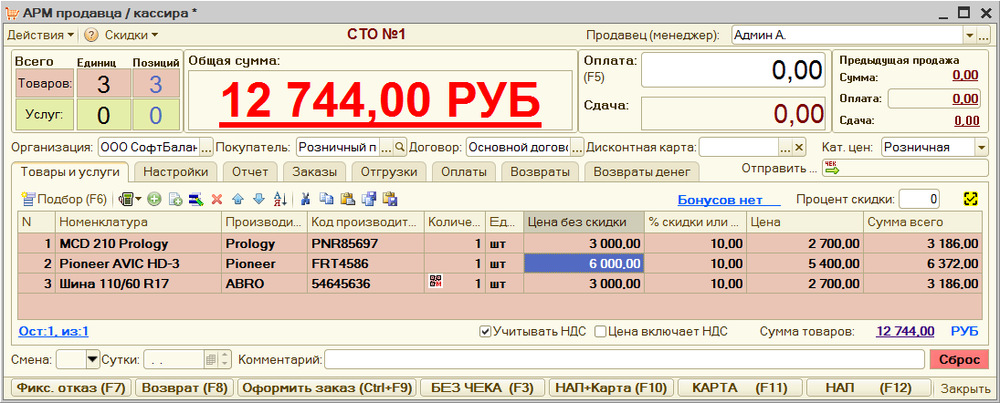 АРМ продавца / кассира *
Действия ? Скидки СТО №1 Продавец (менеджер): Админ А. ...
Всего Единиц Позиций
Товаров: 3 3
Услуг: 0 0
Общая сумма:
12 744,00 РУБ
Оплата: (F5) 0,00
Сдача: 0,00
Предыдущая продажа
Сумма: 0,00
Оплата: 0,00
Сдача: 0,00
Организация: ООО СофтБалан ... Покупатель: Розничный п ... Договор: Основной догово ... Дисконтная карта: ... x Кат. цен: Розничная
Товары и услуги Настройки Отчет Заказы Отгрузки Оплаты Возвраты Возвраты денег Отправить ... ЧЕК
Подбор (F6) Бонусов нет Процент скидки: 0
N Номенклатура Производи... Код производит... Количе... Ед... Цена без скидки % скидки или ... Цена Сумма всего
1 MCD 210 Prology Prology PNR85697 1 шт 3 000,00 10,00 2 700,00 3 186,00
2 Pioneer AVIC HD-3 Pioneer FRT4586 1 шт 6 000,00 10,00 5 400,00 6 372,00
3 Шина 110/60 R17 ABRO 54645636 1 шт 3 000,00 10,00 2 700,00 3 186,00
Ост:1, из:1 Учитывать НДС Цена включает НДС Сумма товаров: 12 744,00 РУБ
Смена: Сутки: . . Комментарий: Сброс
Фикс. отказ (F7) Возврат (F8) Оформить заказ (Ctrl+F9) БЕЗ ЧЕКА (F3) НАЛ+Карта (F10) КАРТА (F11) НАЛ (F12) Закрыть